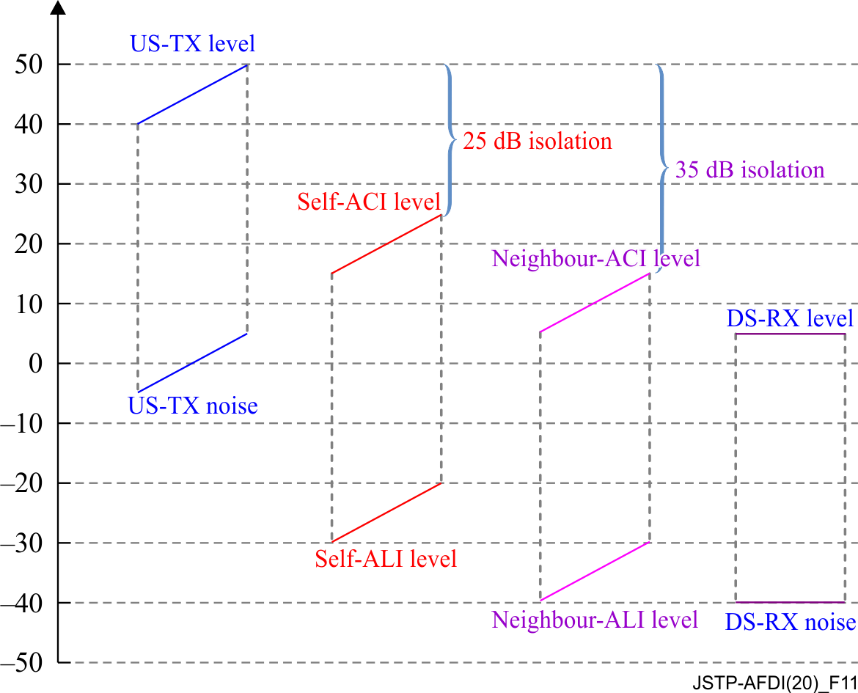 US-TX level
50
40
25 dB isolation
35 dB isolation
30
Self-ACI level
20
Neighbour-ACI level
10
DS-RX level
0
US-TX noise
–10
–20
–30
Self-ALI level
–40
Neighbour-ALI level
DS-RX noise
–50
JSTP-AFDI(20)_F11